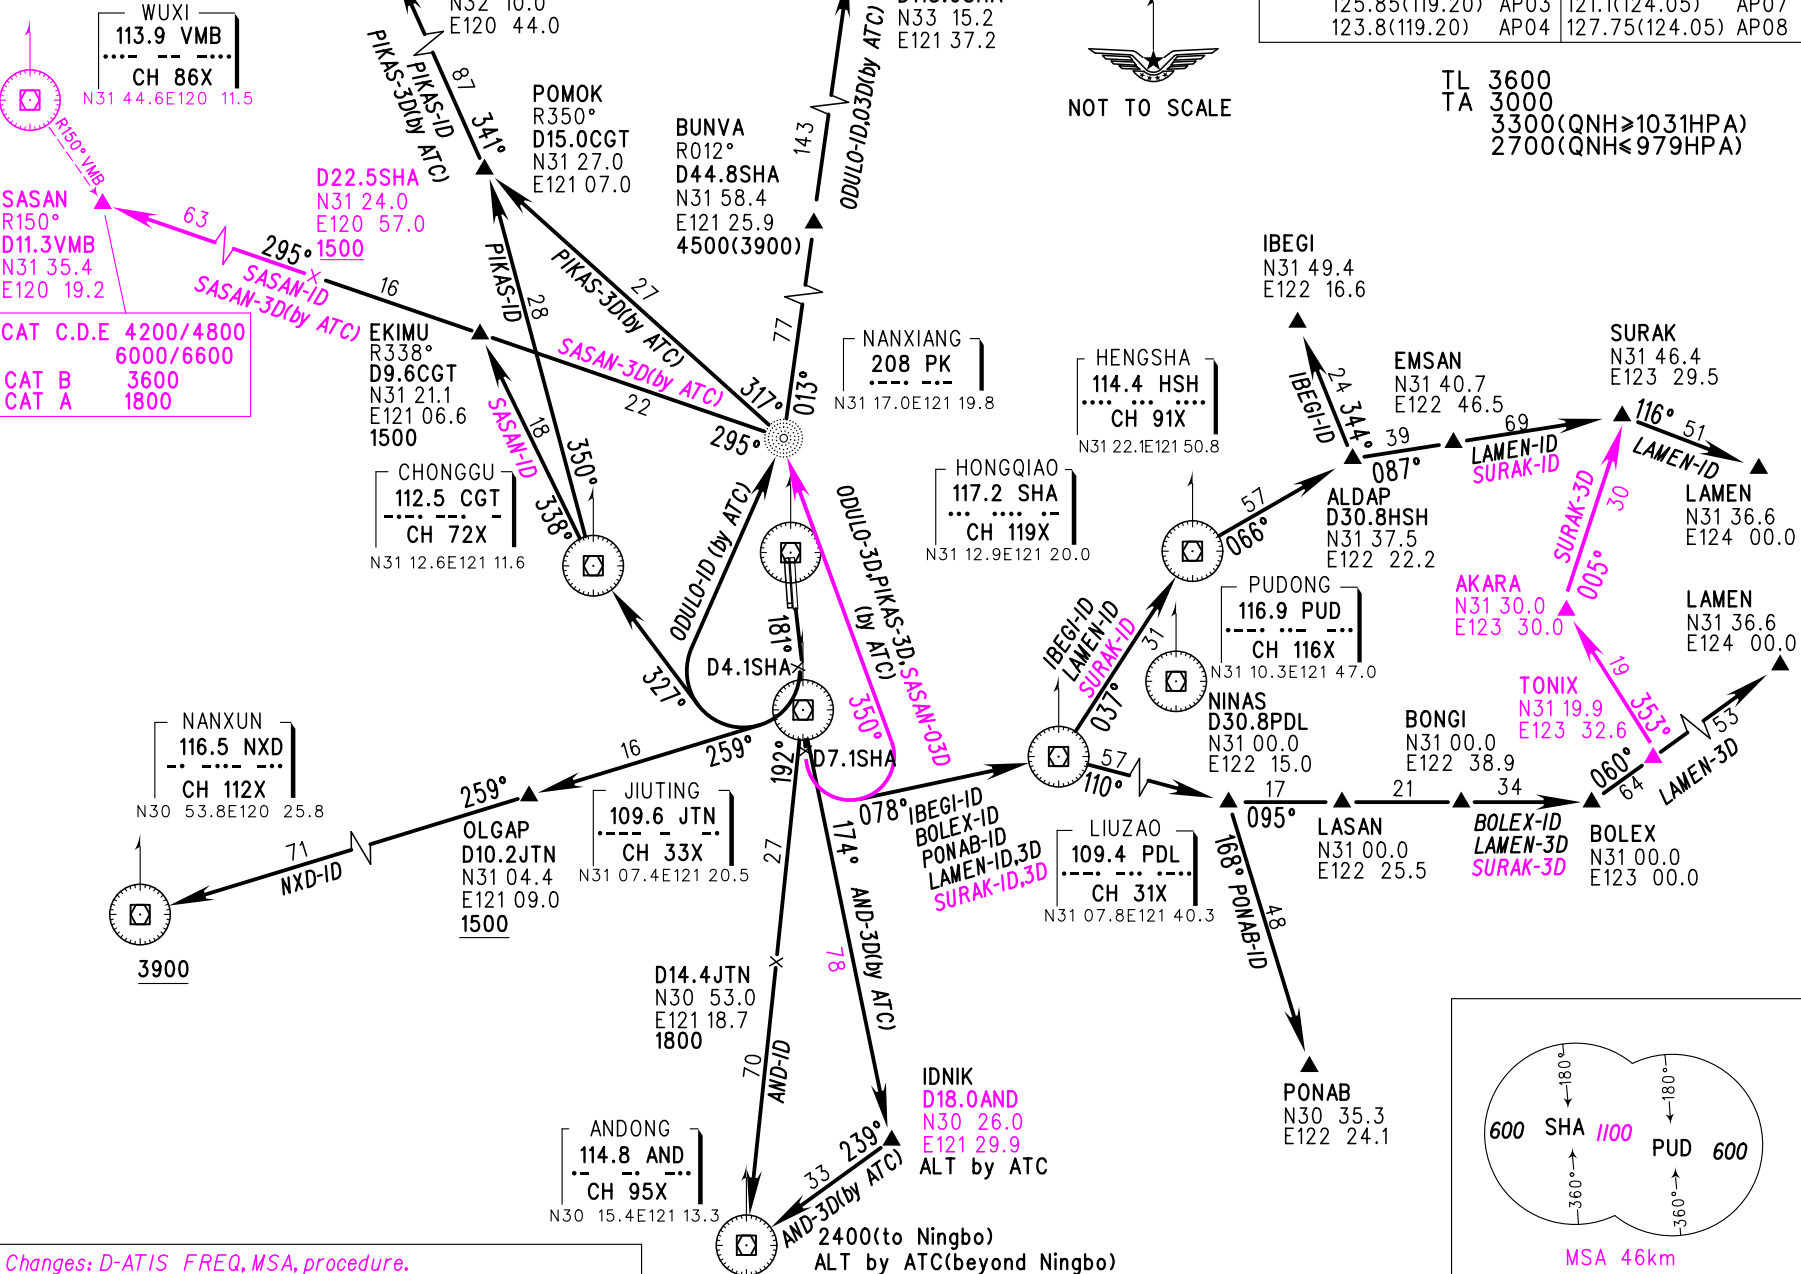 WUXI
113.9 VMB
CH 86X
N31 44.6E120 11.5
N32 10.0
E120 44.0
N33 15.2
E121 37.2
NOT TO SCALE
125.85(119.20) AP03
121.1(124.05) AP07
123.8(119.20) AP04
127.75(124.05) AP08
TL 3600
TA 3000
3300(QNH≥1031HPA)
2700(QNH≤979HPA)
R150° VMB
SASAN
R150°
D11.3VMB
N31 35.4
E120 19.2
CAT C.D.E 4200/4800
6000/6600
CAT B 3600
CAT A 1800
63
295°
SASAN-1D
SASAN-3D(by ATC)
D22.5SHA
N31 24.0
E120 57.0
1500
16
PIKAS-3D(by ATC)
PIKAS-1D
87
341°
POMOK
R350°
D15.0CGT
N31 27.0
E121 07.0
BUNVA
R012°
D44.8SHA
N31 58.4
E121 25.9
4500(3900)
143
ODULO-1D,03D(by ATC)
PIKAS-1D
28
PIKAS-3D(by ATC)
27
77
EKIMU
R338°
D9.6CGT
N31 21.1
E121 06.6
1500
SASAN-3D(by ATC)
22
317°
013°
295°
SASAN-1D
18
350°
338°
NANXIANG
208 PK
N31 17.0E121 19.8
CHONGGU
112.5 CGT
CH 72X
N31 12.6E121 11.6
HENGSHA
114.4 HSH
CH 91X
N31 22.1E121 50.8
HONGQIAO
117.2 SHA
CH 119X
N31 12.9E121 20.0
IBEGI
N31 49.4
E122 16.6
IBEGI-1D
24
344°
EMSAN
N31 40.7
E122 46.5
39
087°
69
LAMEN-1D
SURAK-1D
SURAK
N31 46.4
E123 29.5
116°
51
LAMEN-1D
LAMEN
N31 36.6
E124 00.0
57
066°
ALDAP
D30.8HSH
N31 37.5
E122 22.2
SURAK-3D
30
005°
AKARA
N31 30.0
E123 30.0
LAMEN
N31 36.6
E124 00.0
ODULO-1D(by ATC)
ODULO-3D,PIKAS-3D,SASAN-03D
(by ATC)
181°
D4.1SHA
327°
350°
D7.1SHA
IBEGI-1D
LAMEN-1D
SURAK-1D
31
037°
PUDONG
116.9 PUD
CH 116X
N31 10.3E121 47.0
19
353°
TONIX
N31 19.9
E123 32.6
NINAS
D30.8PDL
N31 00.0
E122 15.0
BONGI
N31 00.0
E122 38.9
57
110°
17
095°
21
34
BOLEX-1D
LAMEN-3D
SURAK-3D
060°
64
53
LAMEN-3D
LASAN
N31 00.0
E122 25.5
BOLEX
N31 00.0
E123 00.0
NANXUN
116.5 NXD
CH 112X
N30 53.8E120 25.8
3900
71
NXD-1D
259°
16
259°
OLGAP
D10.2JTN
N31 04.4
E121 09.0
1500
JIUTING
109.6 JTN
CH 33X
N31 07.4E121 20.5
192°
27
174°
AND-3D(by ATC)
78
078°
IBEGI-1D
BOLEX-1D
PONAB-1D
LAMEN-1D,3D
SURAK-1D,3D
LIUZAO
109.4 PDL
CH 31X
N31 07.8E121 40.3
168°
PONAB-1D
48
PONAB
N30 35.3
E122 24.1
D14.4JTN
N30 53.0
E121 18.7
1800
70
AND-1D
IDNIK
D18.0AND
N30 26.0
E121 29.9
ALT by ATC
239°
33
AND-3D(by ATC)
ANDONG
114.8 AND
CH 95X
N30 15.4E121 13.3
2400(to Ningbo)
ALT by ATC(beyond Ningbo)
180°
180°
600
SHA
1100
PUD
600
360°
360°
MSA 46km
Changes: D-ATIS FREQ,MSA,procedure.